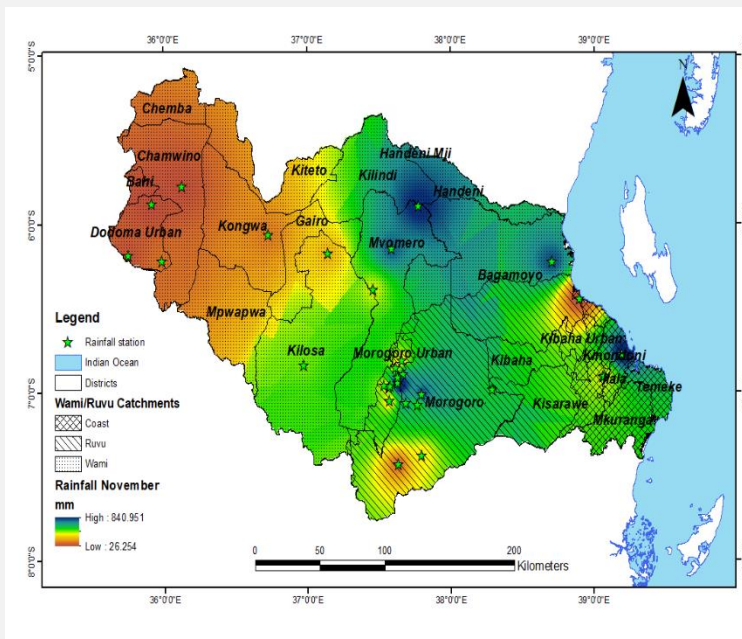 36°0'0"E 37°0'0"E 38°0'0"E 39°0'0"E
5°0'0"S
6°0'0"S
7°0'0"S
8°0'0"S
N
Chemba
Chamwino
Bahi
Dodoma Urban
Kongwa
Mpwapwa
Kiteto
Gairo
Kilosa
Handeni Mji
Kilindi
Handeni
Mvomero
Bagamoyo
Morogoro Urban
Morogoro
Kibaha
Kibaha Urban
Kinondoni
Ilala
Temeke
Kisarawe
Mkuranga
Legend
Rainfall station
Indian Ocean
Districts
Wami/Ruvu Catchments
Coast
Ruvu
Wami
Rainfall November
mm
High : 840.951
Low : 26.254
0 50 100 200
Kilometers
36°0'0"E 37°0'0"E 38°0'0"E 39°0'0"E